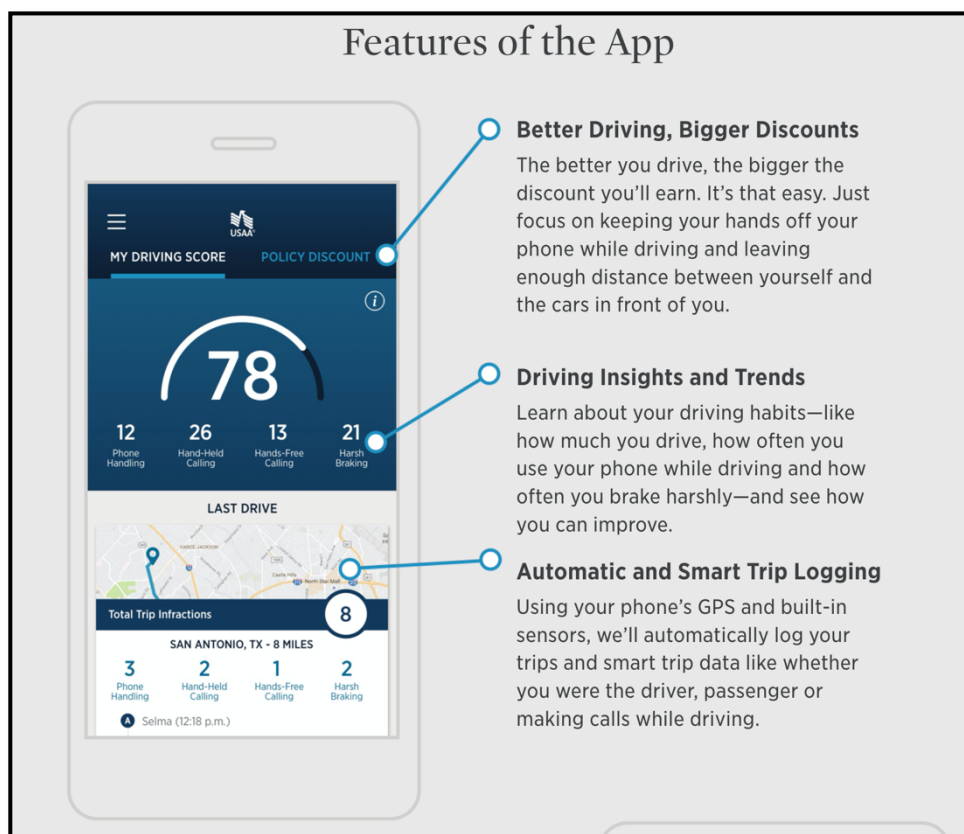 Features of the App
USAA®
MY DRIVING SCORE
POLICY DISCOUNT
i
78
12
26
13
21
Phone
Handling
Hand-Held
Calling
Hands-Free
Calling
Harsh
Braking
LAST DRIVE
Castle Hills
North Star Mall
Total Trip Infractions
8
SAN ANTONIO, TX - 8 MILES
3
2
1
2
Phone
Handling
Hand-Held
Calling
Hands-Free
Calling
Harsh
Braking
A Selma (12:18 p.m.)
Better Driving, Bigger Discounts
The better you drive, the bigger the
discount you’ll earn. It’s that easy. Just
focus on keeping your hands off your
phone while driving and leaving
enough distance between yourself and
the cars in front of you.
Driving Insights and Trends
Learn about your driving habits—like
how much you drive, how often you
use your phone while driving and how
often you brake harshly—and see how
you can improve.
Automatic and Smart Trip Logging
Using your phone’s GPS and built-in
sensors, we’ll automatically log your
trips and smart trip data like whether
you were the driver, passenger or
making calls while driving.